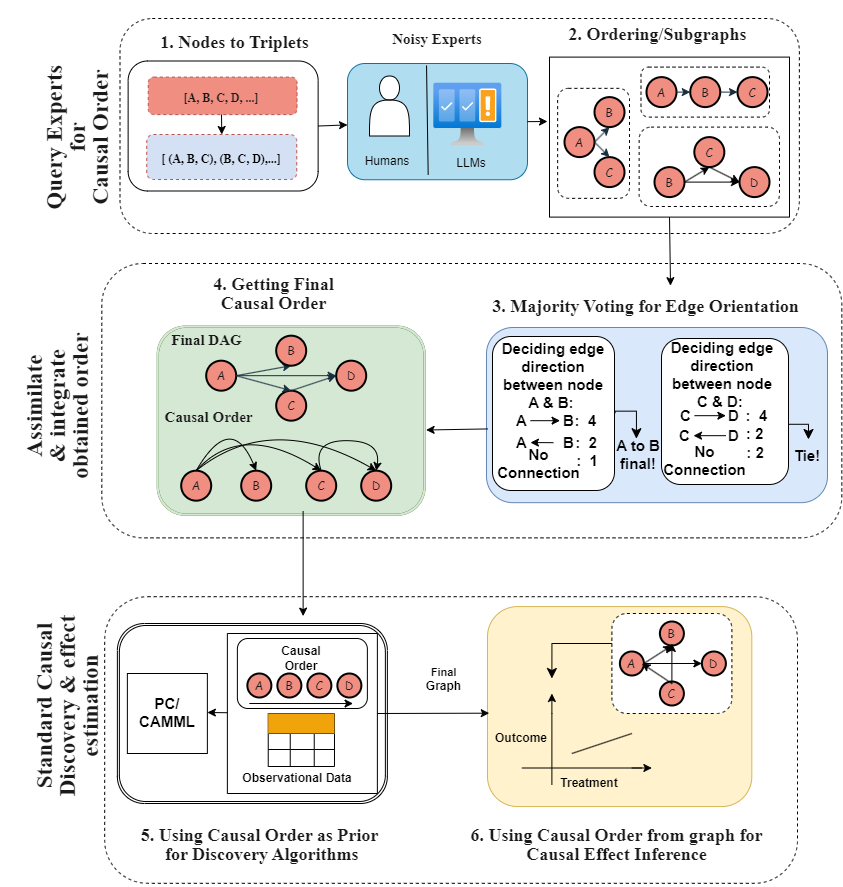 Query Experts
for
Causal Order
1. Nodes to Triplets
[A, B, C, D, ...]
[ (A, B, C), (B, C, D),...]
Noisy Experts
Humans
LLMs
2. Ordering/Subgraphs
A
B
C
A
B
C
B
C
D
Assimilate
& integrate
obtained order
4. Getting Final
Causal Order
Final DAG
A
B
C
D
Causal Order
A
B
C
D
3. Majority Voting for Edge Orientation
Deciding edge
direction
between node
A & B:
A B: 4
A B: 2
No
Connection : 1
A to B
final!
Deciding edge
direction
between node
C & D:
C D : 4
C D : 2
No
Connection : 2
Tie!
Standard Causal
Discovery & effect
estimation
PC/
CAMML
Causal
Order
A B C D
Observational Data
Final
Graph
A
B
C
D
Outcome
Treatment
5. Using Causal Order as Prior
for Discovery Algorithms
6. Using Causal Order from graph for
Causal Effect Inference